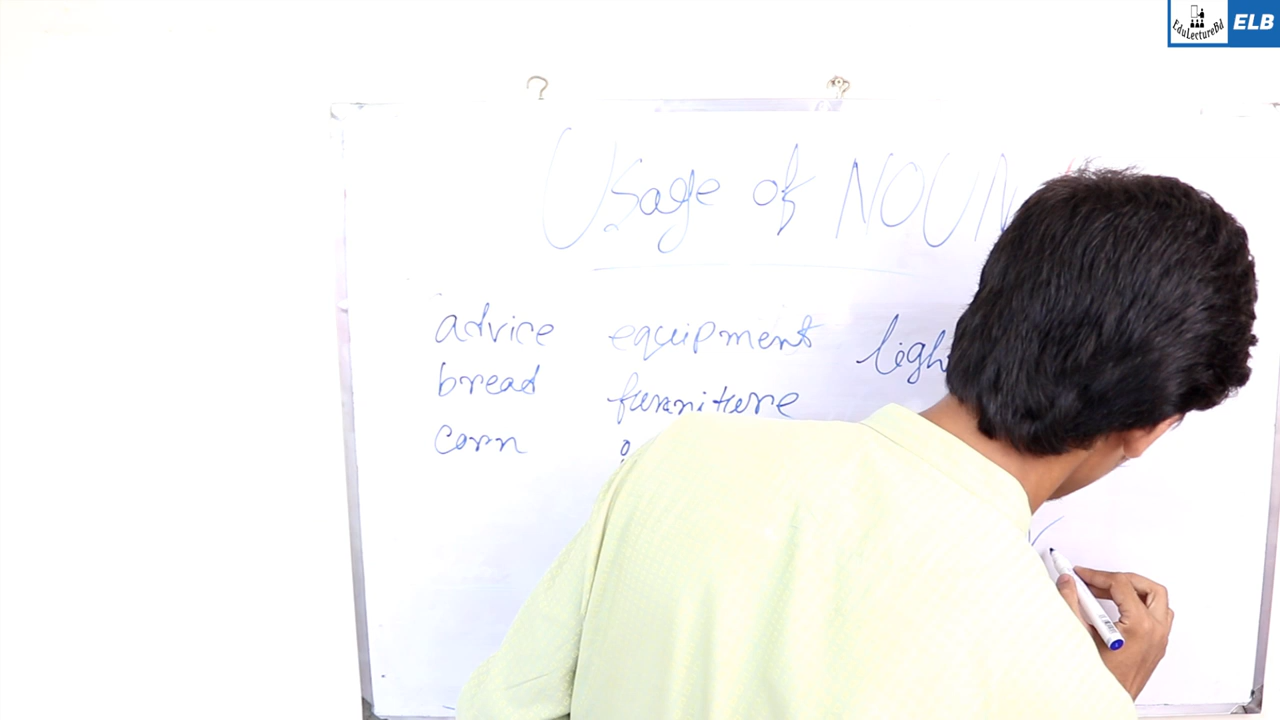 EduLectureBd ELB
Usage of NOUN
advice equipment
bread furniture
corn